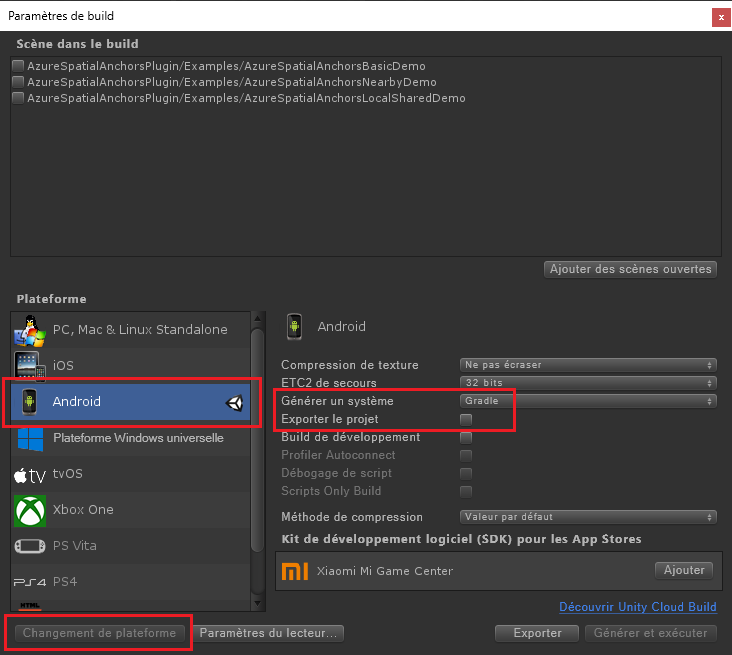 Paramètres de build
x
Scène dans le build
AzureSpatialAnchorsPlugin/Examples/AzureSpatialAnchorsBasicDemo
AzureSpatialAnchorsPlugin/Examples/AzureSpatialAnchorsNearbyDemo
AzureSpatialAnchorsPlugin/Examples/AzureSpatialAnchorsLocalSharedDemo
Ajouter des scènes ouvertes
Plateforme
PC, Mac & Linux Standalone
iOS
Android
Plateforme Windows universelle
tv tvOS
Xbox One
PS Vita
PS4 PS4
HTML
Android
Compression de texture Ne pas écraser
ETC2 de secours 32 bits
Générer un système Gradle
Exporter le projet
Build de développement
Profiler Autoconnect
Débogage de script
Scripts Only Build
Méthode de compression Valeur par défaut
Kit de développement logiciel (SDK) pour les App Stores
mi Xiaomi Mi Game Center Ajouter
Découvrir Unity Cloud Build
Changement de plateforme Paramètres du lecteur... Exporter Générer et exécuter